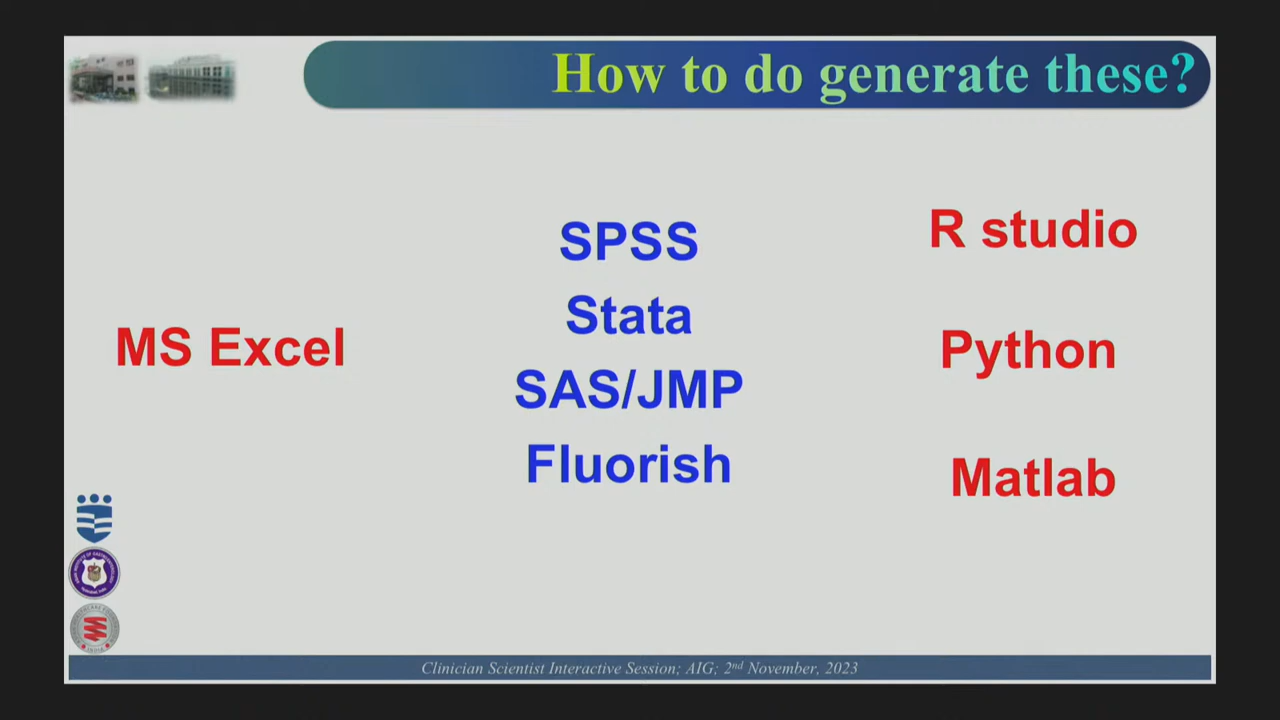 How to do generate these?
MS Excel
SPSS
Stata
SAS/JMP
Fluorish
R studio
Python
Matlab
Clinician Scientist Interactive Session; AIG; 2nd November, 2023